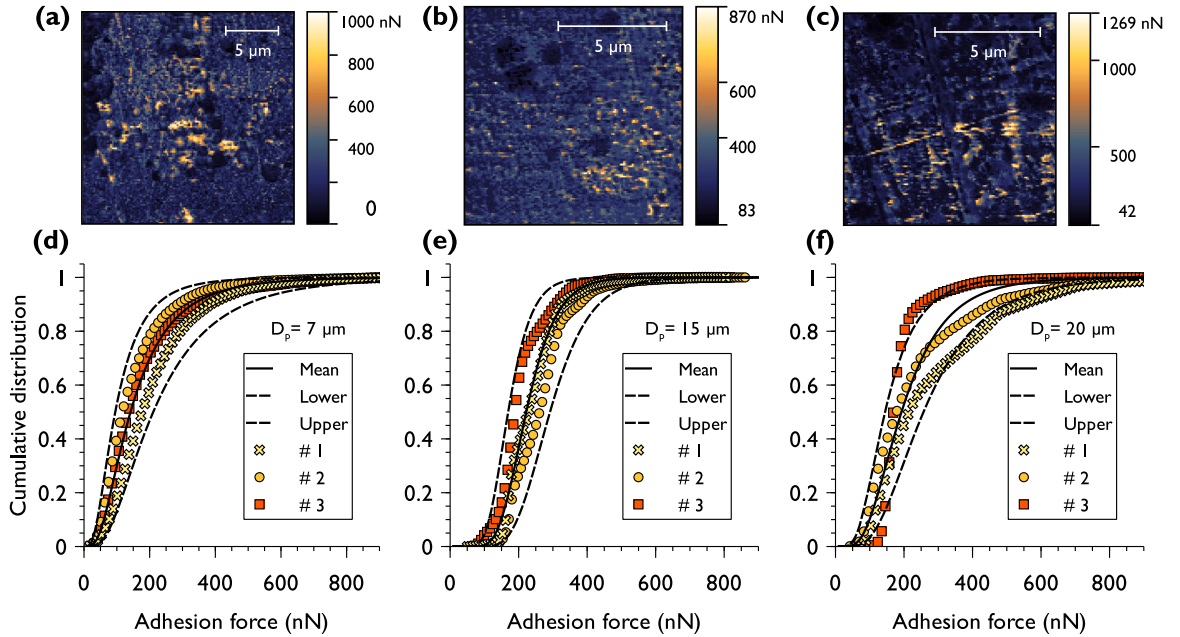 (a)
1000 nN
800
600
400
200
0
5 µm
(b)
870 nN
600
400
83
5 µm
(c)
1269 nN
1000
500
42
5 µm
(d)
Cumulative distribution
1
0.8
0.6
0.4
0.2
0
Dₚ= 7 µm
Mean
Lower
Upper
# 1
# 2
# 3
0 200 400 600 800
Adhesion force (nN)
(e)
1
0.8
0.6
0.4
0.2
0
Dₚ= 15 µm
Mean
Lower
Upper
# 1
# 2
# 3
0 200 400 600 800
Adhesion force (nN)
(f)
1
0.8
0.6
0.4
0.2
0
Dₚ= 20 µm
Mean
Lower
Upper
# 1
# 2
# 3
0 200 400 600 800
Adhesion force (nN)